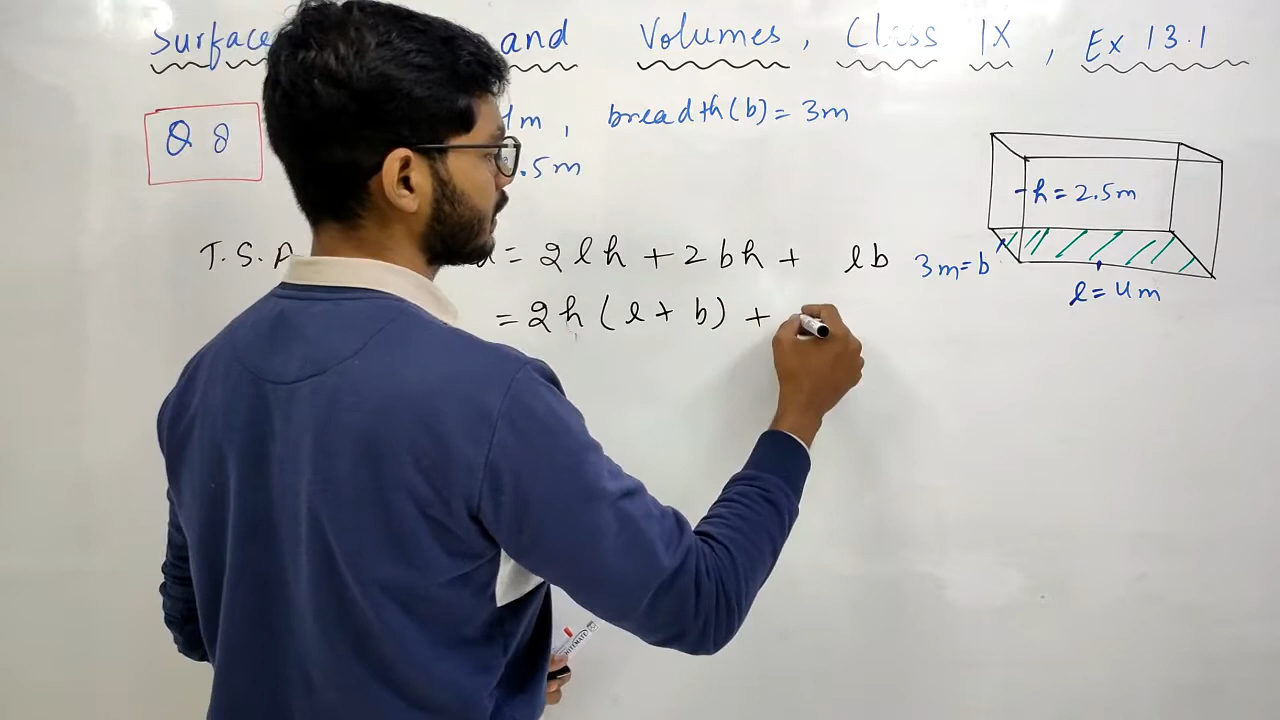 Surface and Volumes, Class IX, Ex 13.1
Q 8
m, breadth(b) = 3m
.5m
h = 2.5m
3m = b
l = 4m
T.S.A = 2lh + 2bh + lb
= 2h(l + b) +